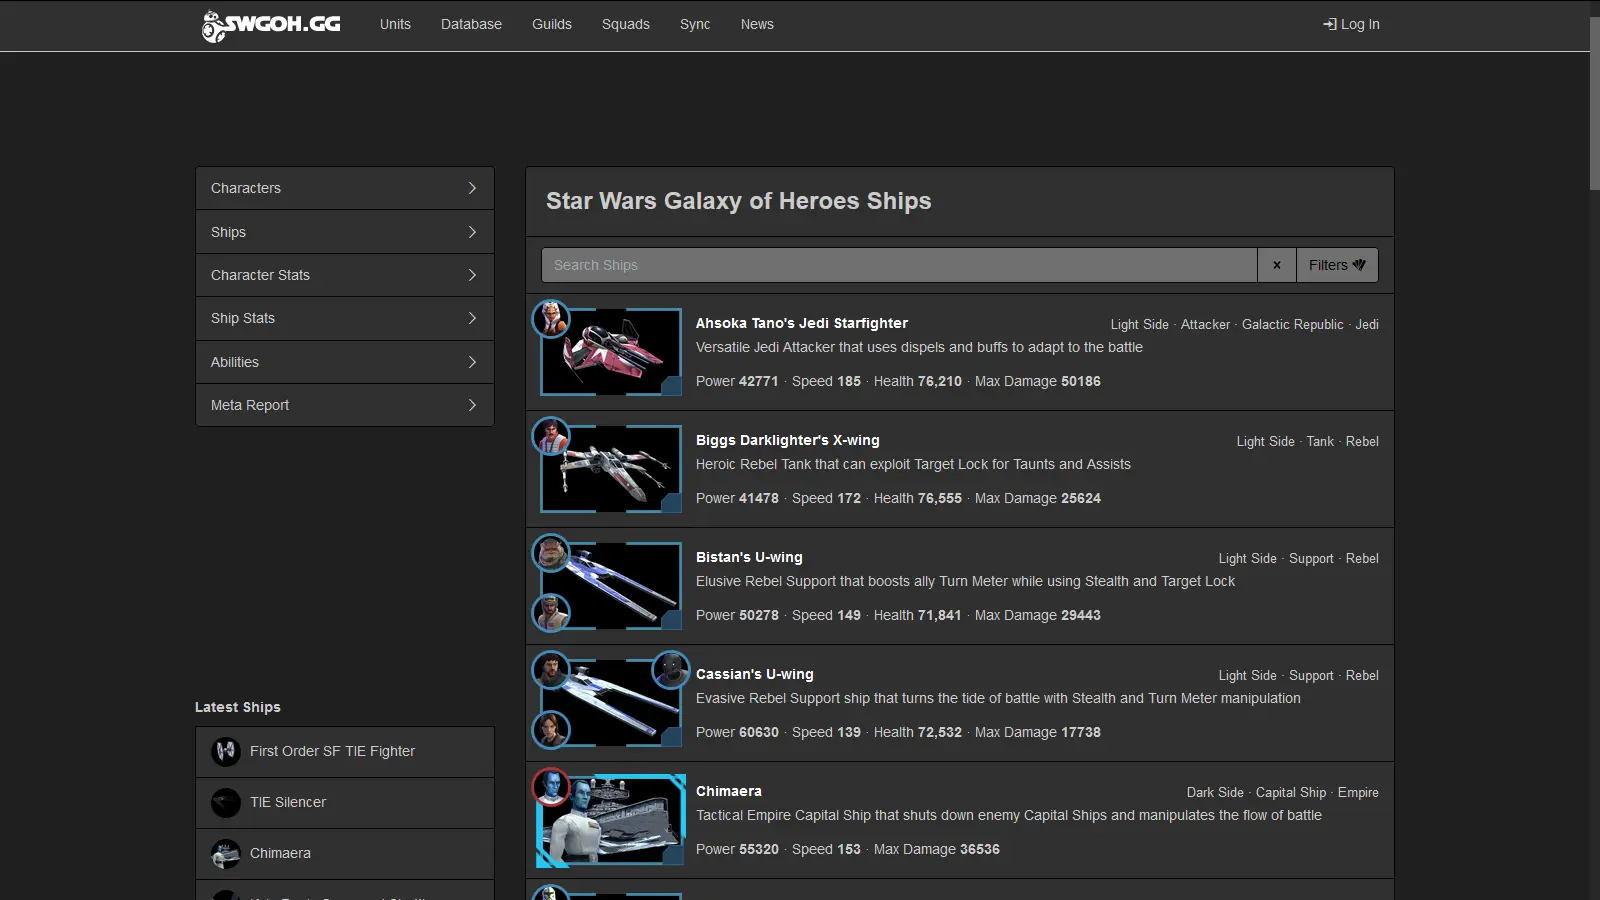 SWGOH.GG
Units Database Guilds Squads Sync News
Log In
Characters
Ships
Character Stats
Ship Stats
Abilities
Meta Report
Latest Ships
First Order SF TIE Fighter
TIE Silencer
Chimaera
Star Wars Galaxy of Heroes Ships
Search Ships
× Filters
Ahsoka Tano's Jedi Starfighter
Light Side · Attacker · Galactic Republic · Jedi
Versatile Jedi Attacker that uses dispels and buffs to adapt to the battle
Power 42771 · Speed 185 · Health 76,210 · Max Damage 50186
Biggs Darklighter's X-wing
Light Side · Tank · Rebel
Heroic Rebel Tank that can exploit Target Lock for Taunts and Assists
Power 41478 · Speed 172 · Health 76,555 · Max Damage 25624
Bistan's U-wing
Light Side · Support · Rebel
Elusive Rebel Support that boosts ally Turn Meter while using Stealth and Target Lock
Power 50278 · Speed 149 · Health 71,841 · Max Damage 29443
Cassian's U-wing
Light Side · Support · Rebel
Evasive Rebel Support ship that turns the tide of battle with Stealth and Turn Meter manipulation
Power 60630 · Speed 139 · Health 72,532 · Max Damage 17738
Chimaera
Dark Side · Capital Ship · Empire
Tactical Empire Capital Ship that shuts down enemy Capital Ships and manipulates the flow of battle
Power 55320 · Speed 153 · Max Damage 36536